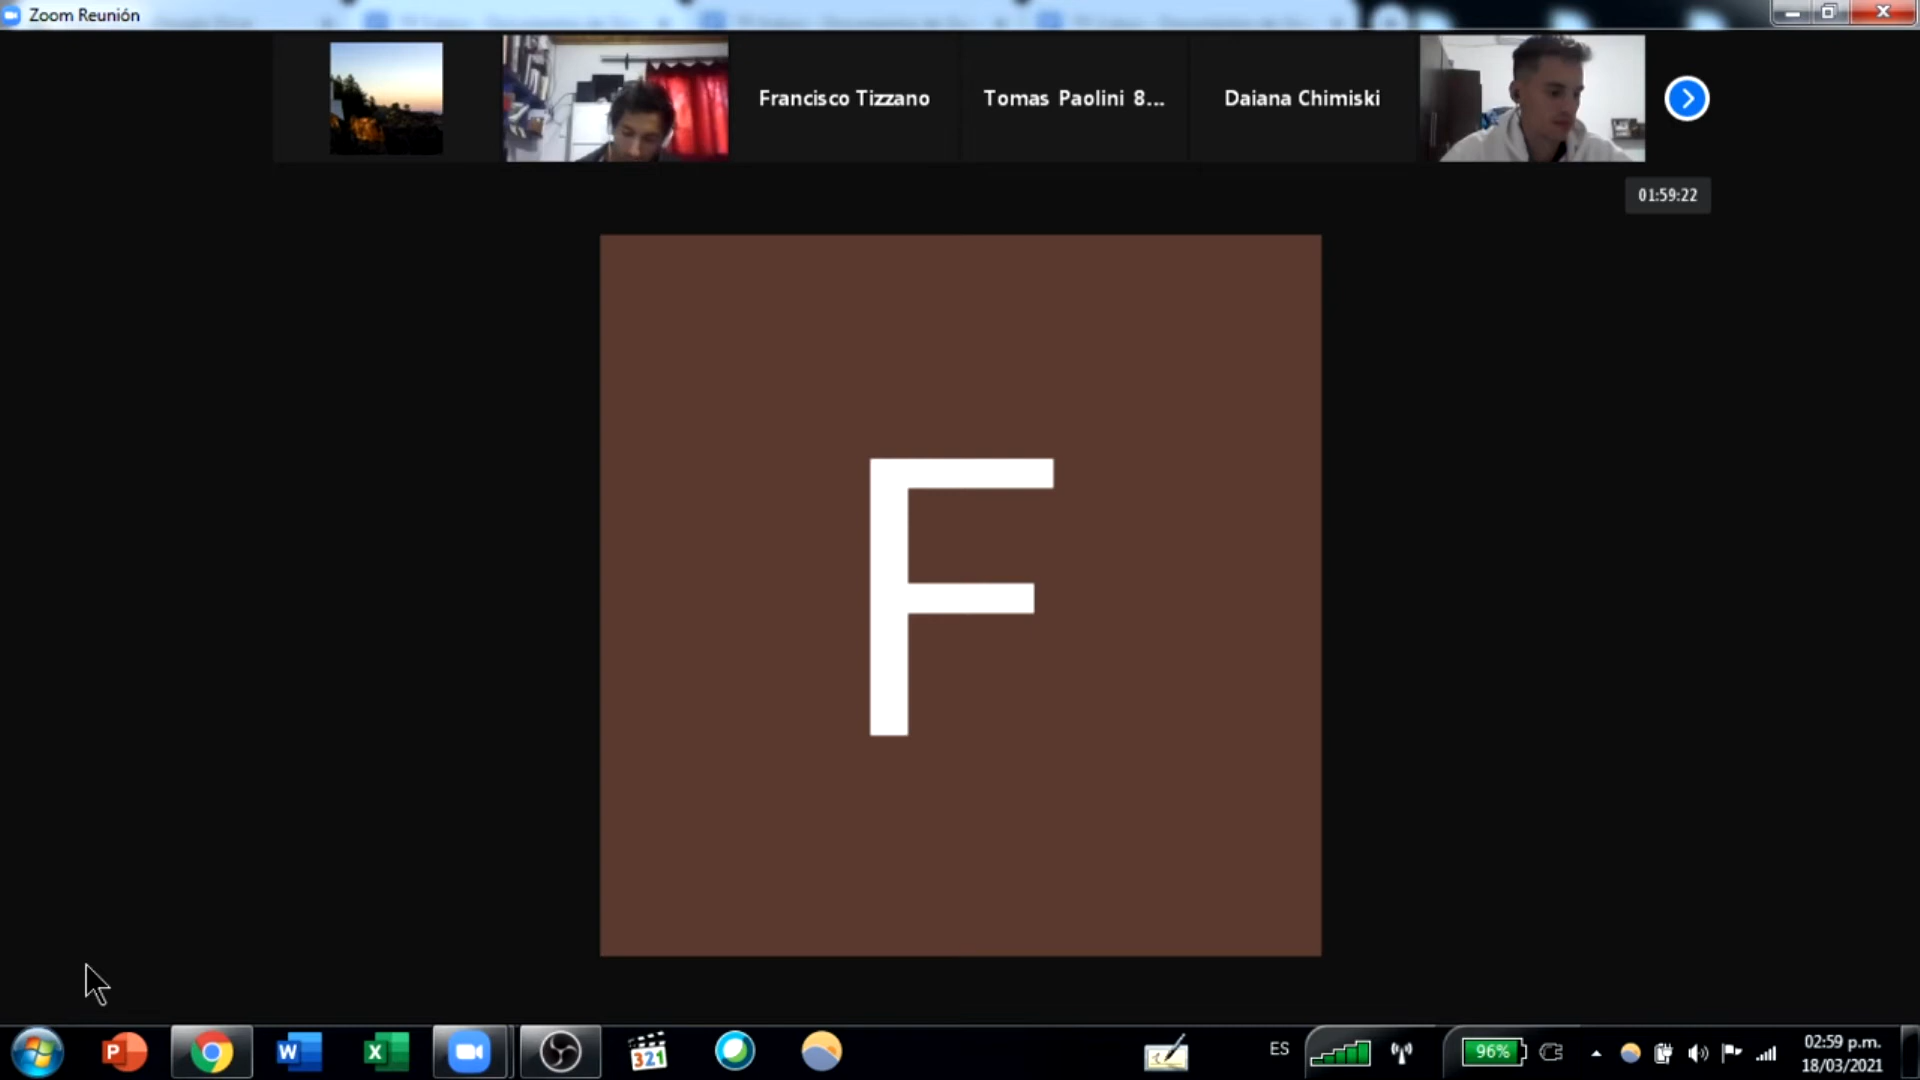 Zoom Reunión
Francisco Tizzano
Tomas Paolini 8...
Daiana Chimiski
01:59:22
F
P
W
X
321
ES
96%
02:59 p.m.
18/03/2021